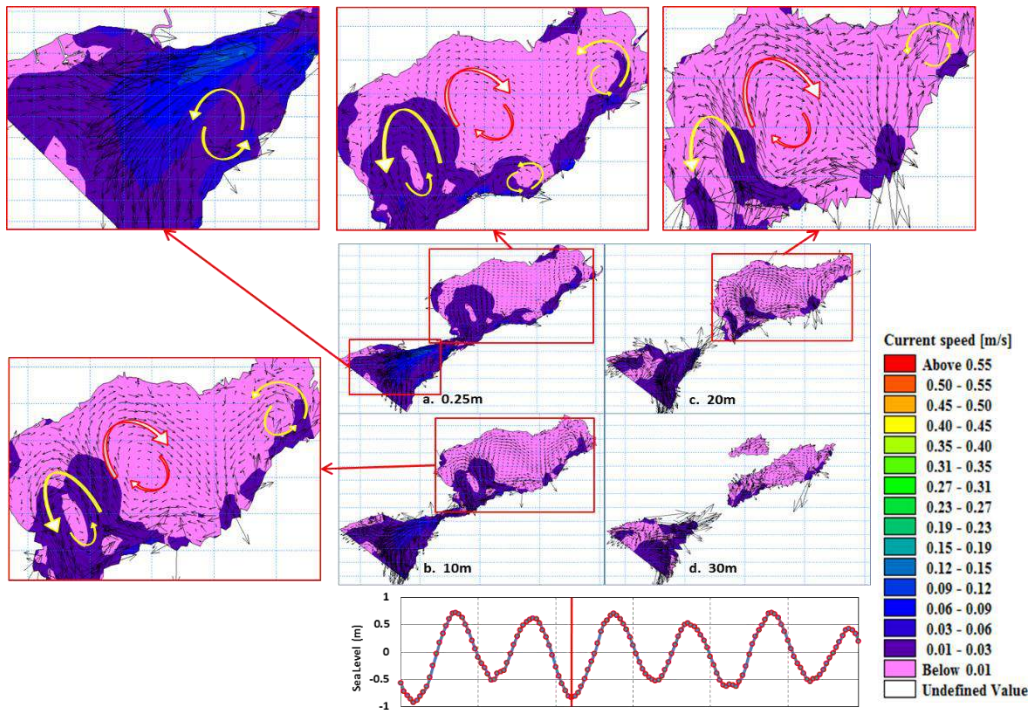 a. 0.25m
c. 20m
b. 10m
d. 30m
Current speed [m/s]
Above 0.55
0.50 - 0.55
0.45 - 0.50
0.40 - 0.45
0.35 - 0.40
0.31 - 0.35
0.27 - 0.31
0.23 - 0.27
0.19 - 0.23
0.15 - 0.19
0.12 - 0.15
0.09 - 0.12
0.06 - 0.09
0.03 - 0.06
0.01 - 0.03
Below 0.01
Undefined Value
Sea Level (m)
1
0.5
0
-0.5
-1